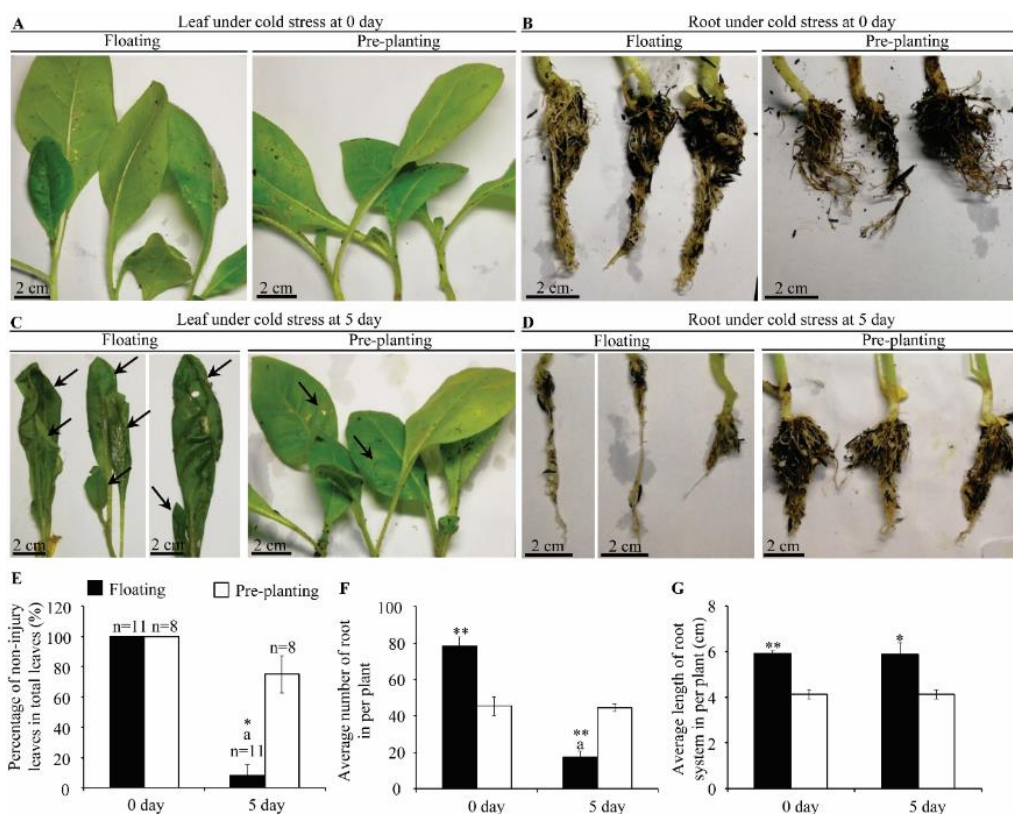 A Leaf under cold stress at 0 day
Floating Pre-planting
2 cm 2 cm
B Root under cold stress at 0 day
Floating Pre-planting
2 cm. 2 cm
C Leaf under cold stress at 5 day
Floating Pre-planting
2 cm 2 cm 2 cm
D Root under cold stress at 5 day
Floating Pre-planting
2 cm 2 cm 2 cm
E
Floating Pre-planting
Percentage of non-injury
leaves in total leaves (%)
120
100
80
60
40
20
0
n=11 n=8
n=8
*
a
n=11
0 day 5 day
F
Average number of root
in per plant
100
80
60
40
20
0
**
**
a
0 day 5 day
G
Average length of root
system in per plant (cm)
8
6
4
2
0
**
*
0 day 5 day